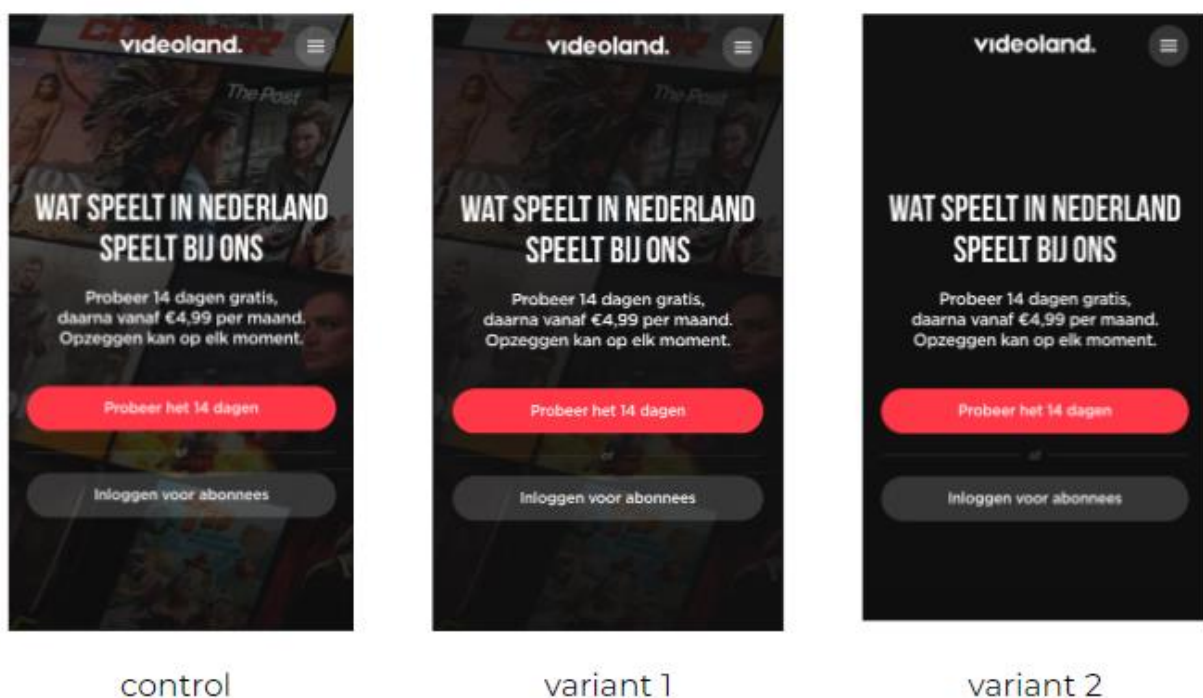 videoland.
The Post
WAT SPEELT IN NEDERLAND
SPEELT BIJ ONS
Probeer 14 dagen gratis,
daarna vanaf €4,99 per maand.
Opzeggen kan op elk moment.
Probeer het 14 dagen
of
Inloggen voor abonnees
control
videoland.
The Post
WAT SPEELT IN NEDERLAND
SPEELT BIJ ONS
Probeer 14 dagen gratis,
daarna vanaf €4,99 per maand.
Opzeggen kan op elk moment.
Probeer het 14 dagen
of
Inloggen voor abonnees
variant 1
videoland.
WAT SPEELT IN NEDERLAND
SPEELT BIJ ONS
Probeer 14 dagen gratis,
daarna vanaf €4,99 per maand.
Opzeggen kan op elk moment.
Probeer het 14 dagen
of
Inloggen voor abonnees
variant 2